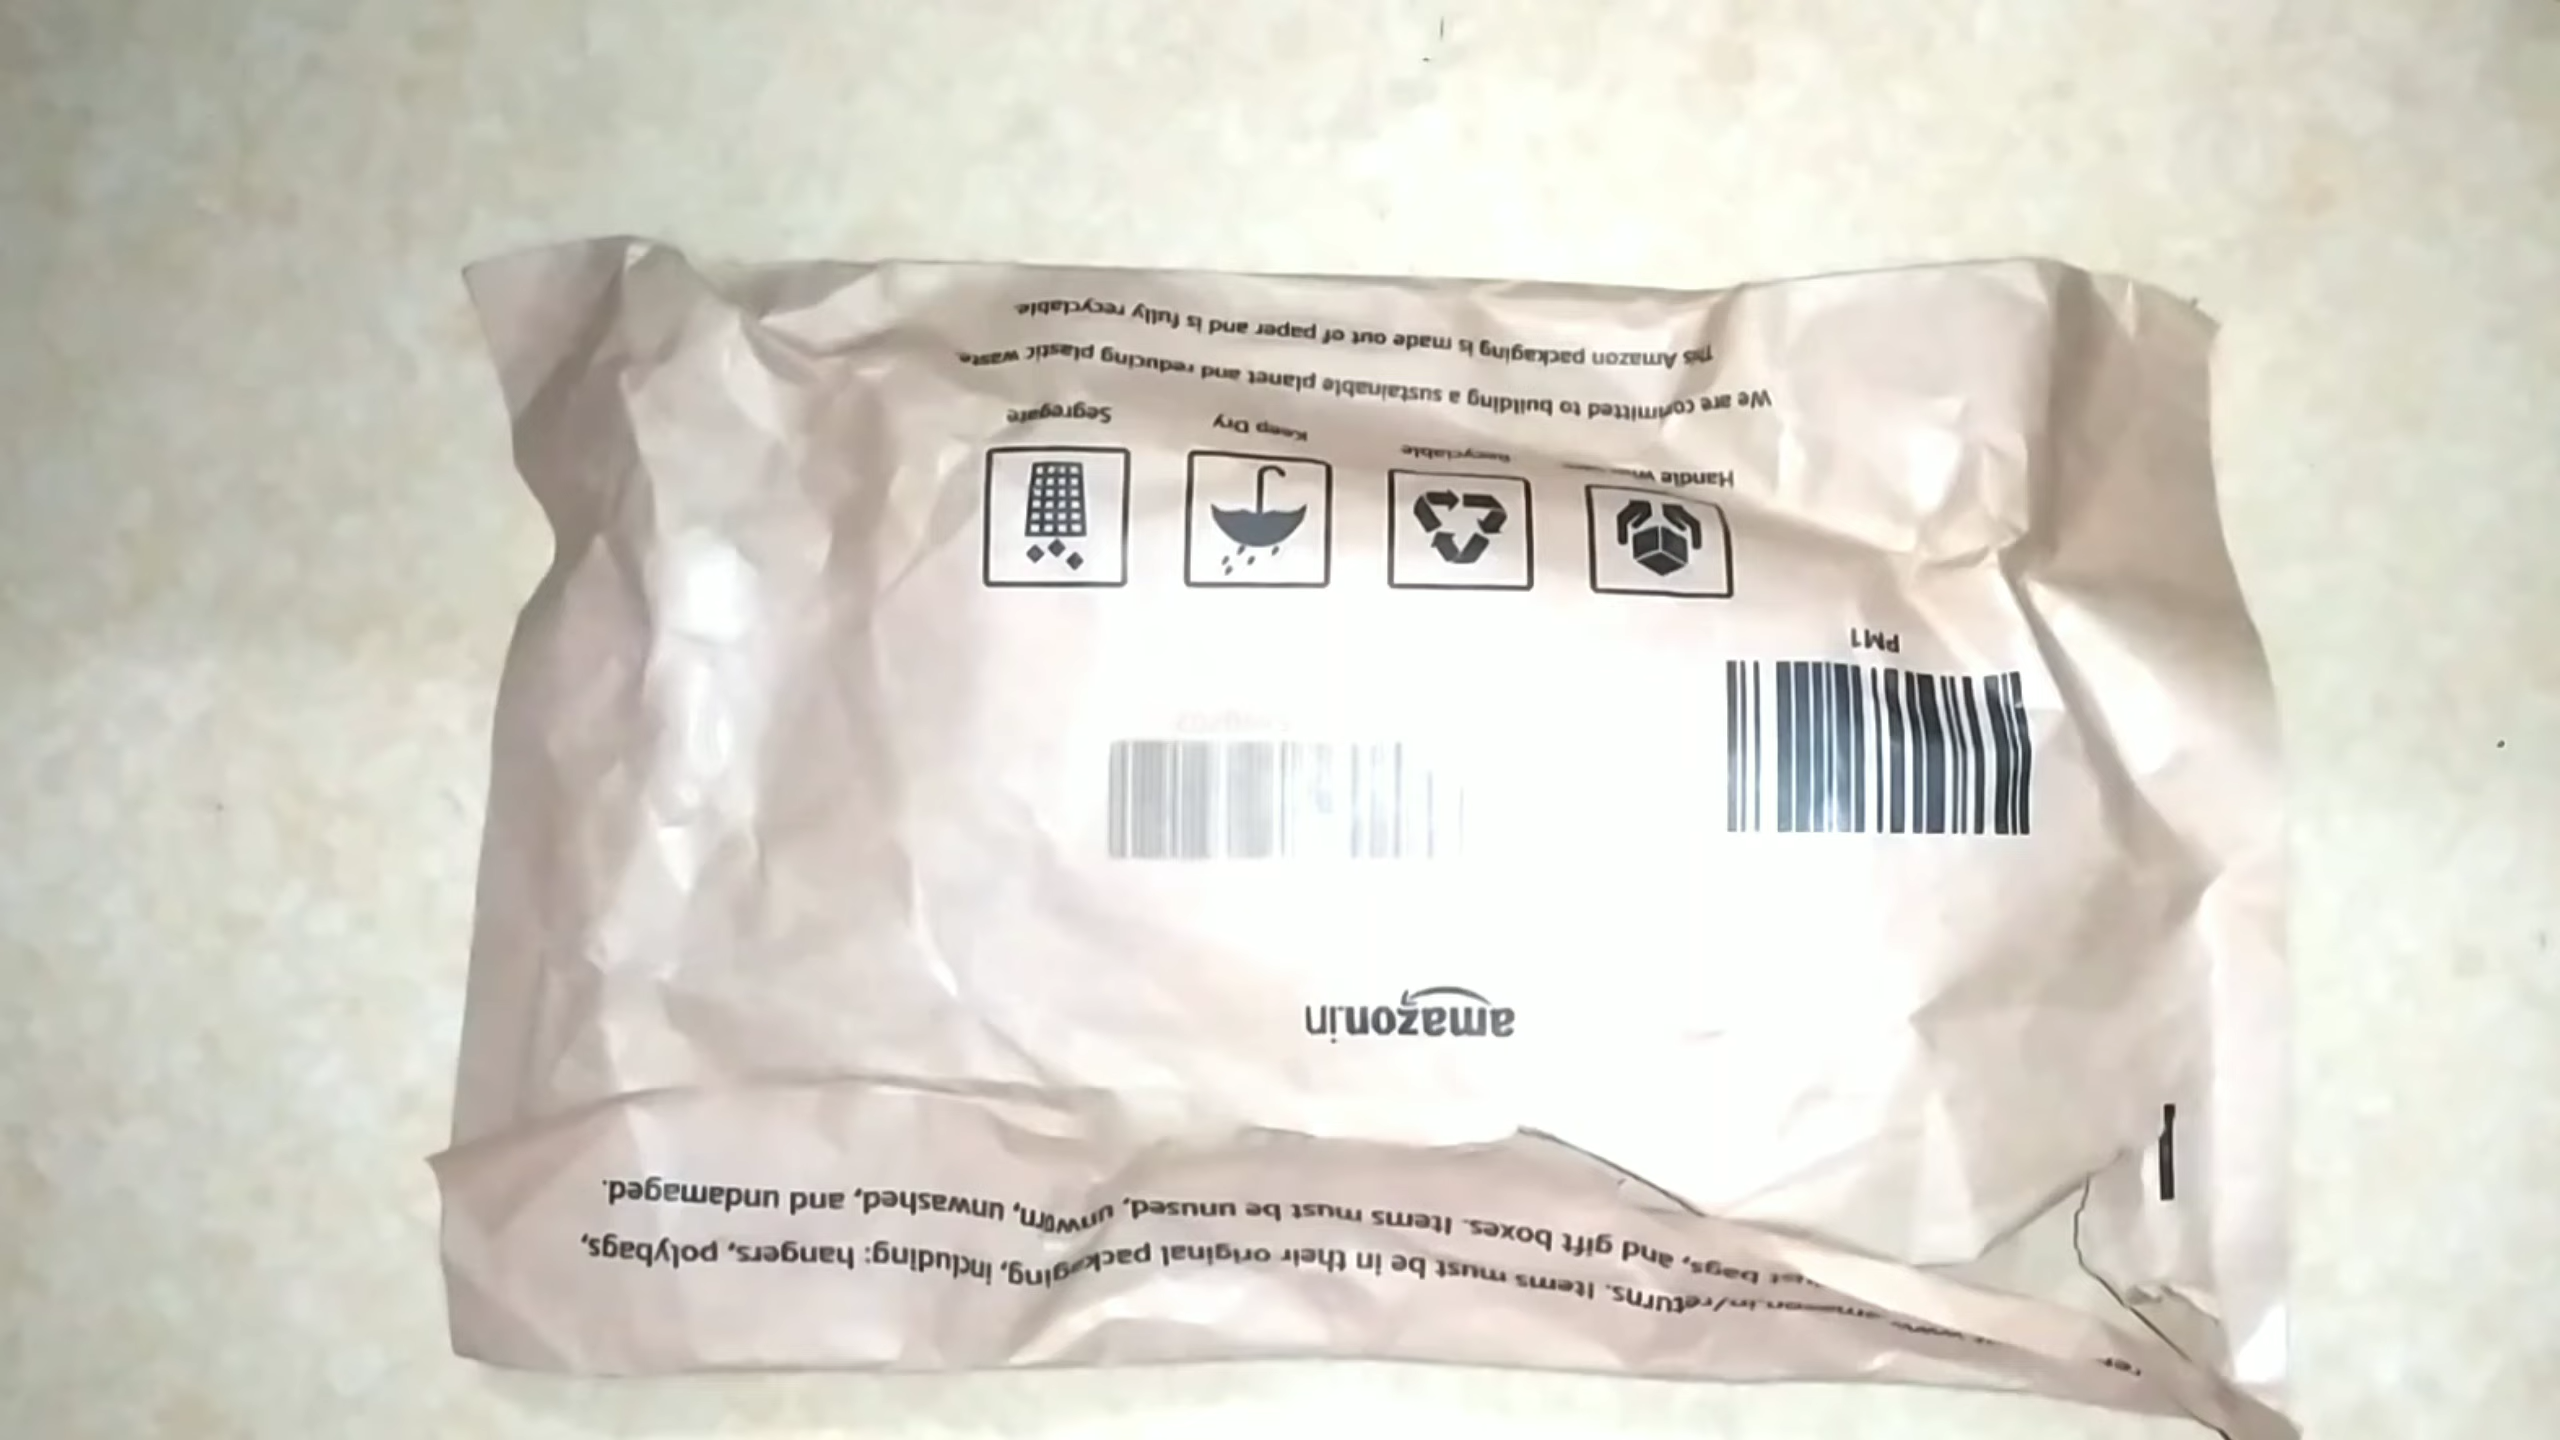 returns. Items must be in their original packaging, including: hangers, polybags,
bags, and gift boxes. Items must be unused, unworn, unwashed, and undamaged.
amazon.in
PM1
Handle
Recyclable
Keep Dry
Segregate
We are committed to building a sustainable planet and reducing plastic waste.
This Amazon packaging is made out of paper and is fully recyclable.